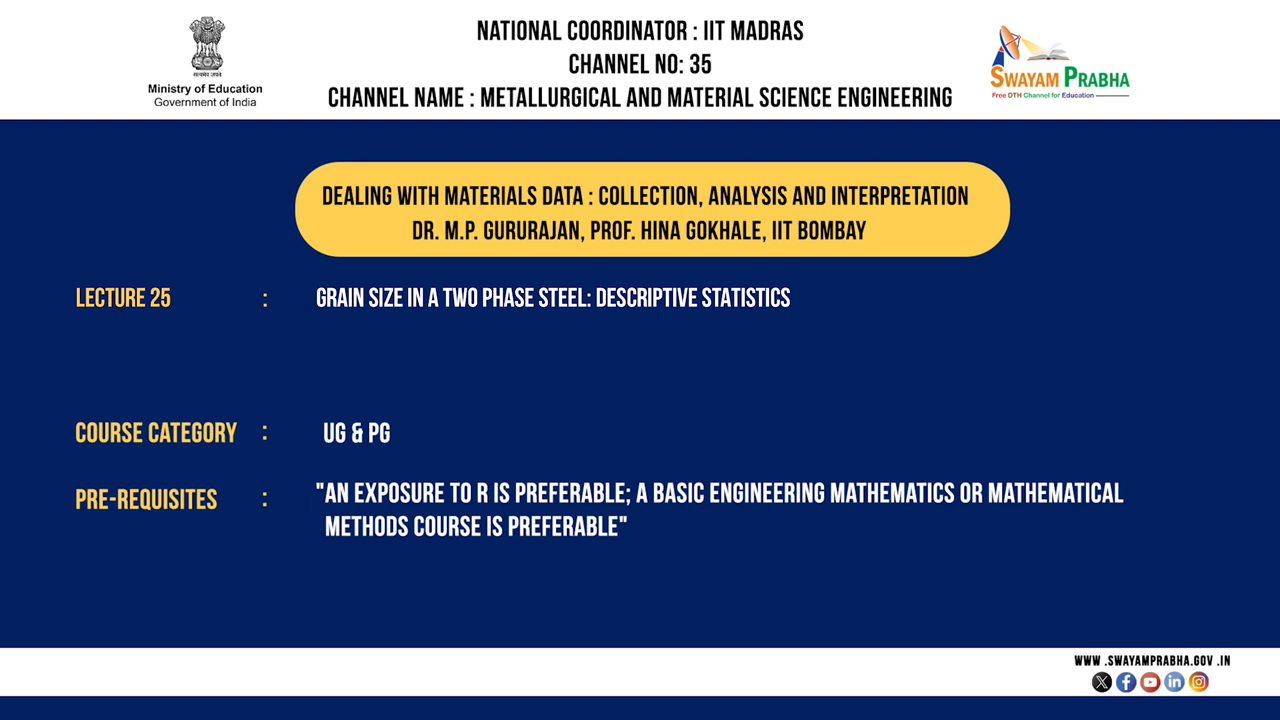 NATIONAL COORDINATOR : IIT MADRAS
CHANNEL NO: 35
CHANNEL NAME : METALLURGICAL AND MATERIAL SCIENCE ENGINEERING
सत्यमेव जयते
Ministry of Education
Government of India
SWAYAM PRABHA
Free DTH Channel for Education
DEALING WITH MATERIALS DATA : COLLECTION, ANALYSIS AND INTERPRETATION
DR. M.P. GURURAJAN, PROF. HINA GOKHALE, IIT BOMBAY
LECTURE 25 : GRAIN SIZE IN A TWO PHASE STEEL: DESCRIPTIVE STATISTICS
COURSE CATEGORY : UG & PG
PRE-REQUISITES : "AN EXPOSURE TO R IS PREFERABLE; A BASIC ENGINEERING MATHEMATICS OR MATHEMATICAL
METHODS COURSE IS PREFERABLE"
WWW .SWAYAMPRABHA.GOV .IN